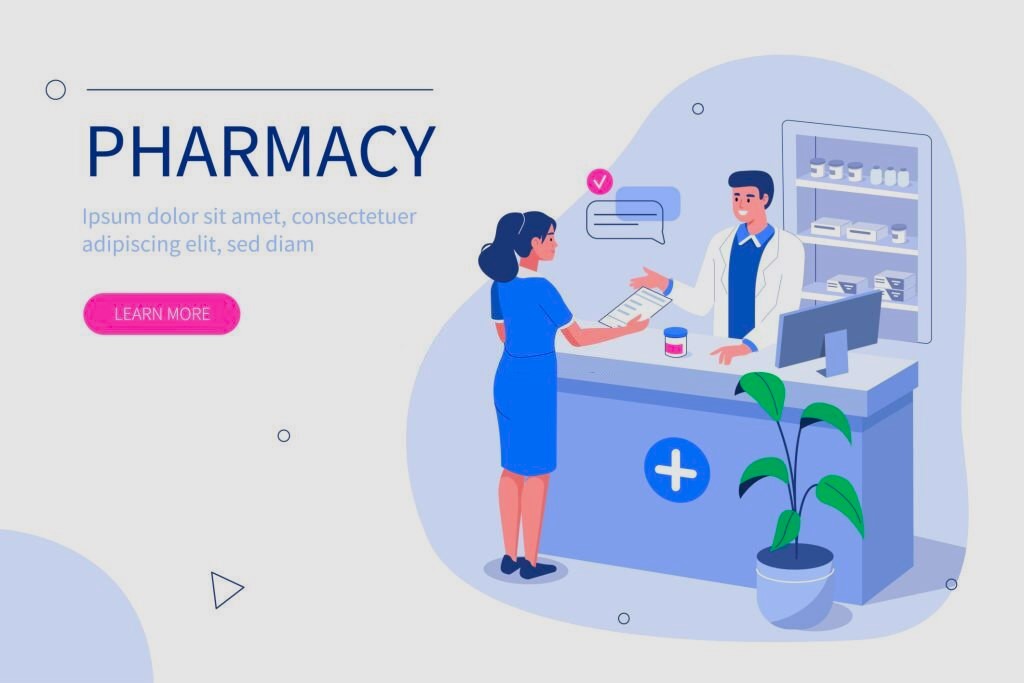 PHARMACY
Ipsum dolor sit amet, consectetuer
adipiscing elit, sed diam
LEARN MORE